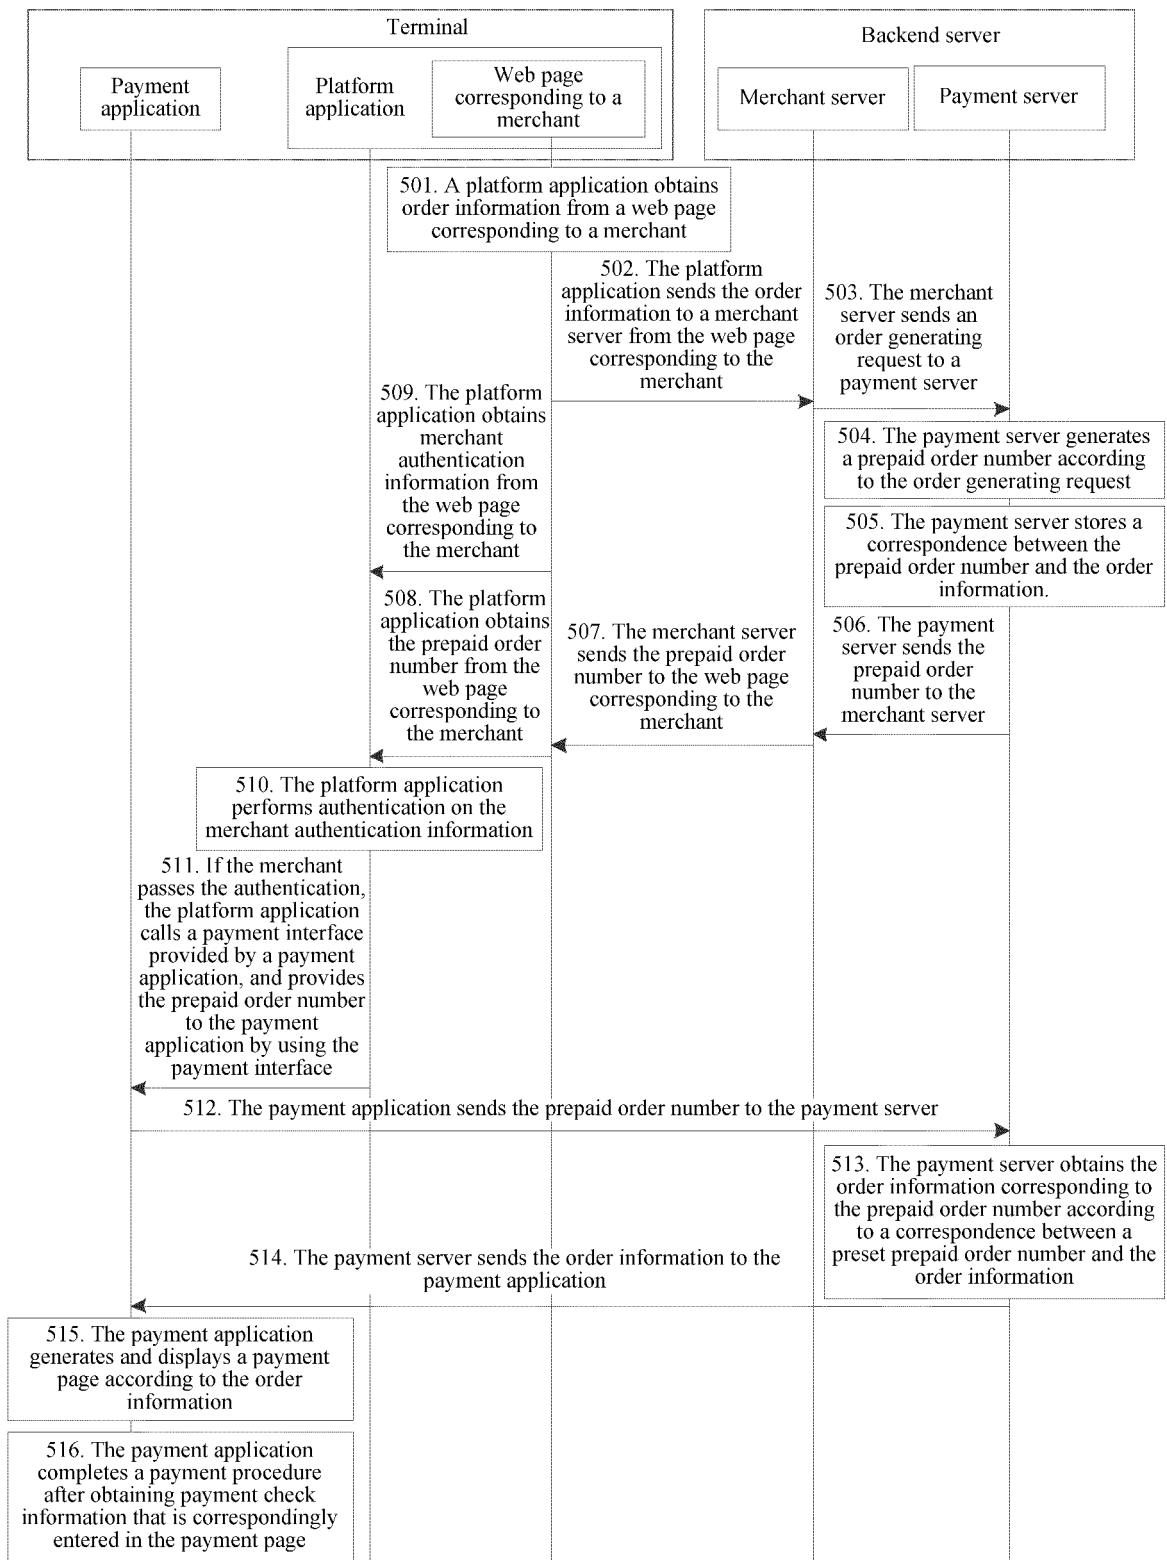 Terminal
Backend server
Payment
application
Platform
application
Web page
corresponding to a
merchant
Merchant server
Payment server
501. A platform application obtains
order information from a web page
corresponding to a merchant
502. The platform
application sends the order
information to a merchant
server from the web page
corresponding to the
merchant
503. The merchant
server sends an
order generating
request to a
payment server
504. The payment server generates
a prepaid order number according
to the order generating request
505. The payment server stores a
correspondence between the
prepaid order number and the order
information.
506. The payment
server sends the
prepaid order
number to the
merchant server
507. The merchant server
sends the prepaid order
number to the web page
corresponding to the
merchant
509. The platform
application obtains
merchant
authentication
information from
the web page
corresponding to
the merchant
508. The platform
application obtains
the prepaid order
number from the
web page
corresponding to
the merchant
510. The platform application
performs authentication on the
merchant authentication information
511. If the merchant
passes the authentication,
the platform application
calls a payment interface
provided by a payment
application, and provides
the prepaid order number
to the payment
application by using the
payment interface
512. The payment application sends the prepaid order number to the payment server
513. The payment server obtains the
order information corresponding to
the prepaid order number according
to a correspondence between a
preset prepaid order number and the
order information
514. The payment server sends the order information to the
payment application
515. The payment application
generates and displays a payment
page according to the order
information
516. The payment application
completes a payment procedure
after obtaining payment check
information that is correspondingly
entered in the payment page